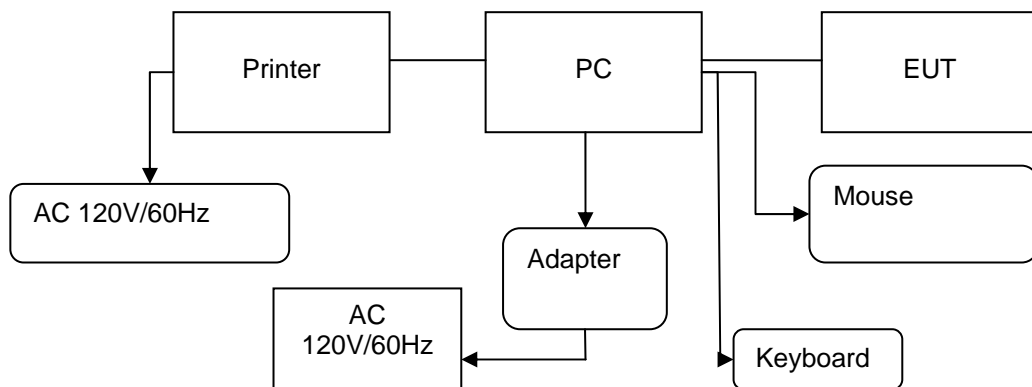 Printer
PC
EUT
AC 120V/60Hz
Mouse
Adapter
AC
120V/60Hz
Keyboard